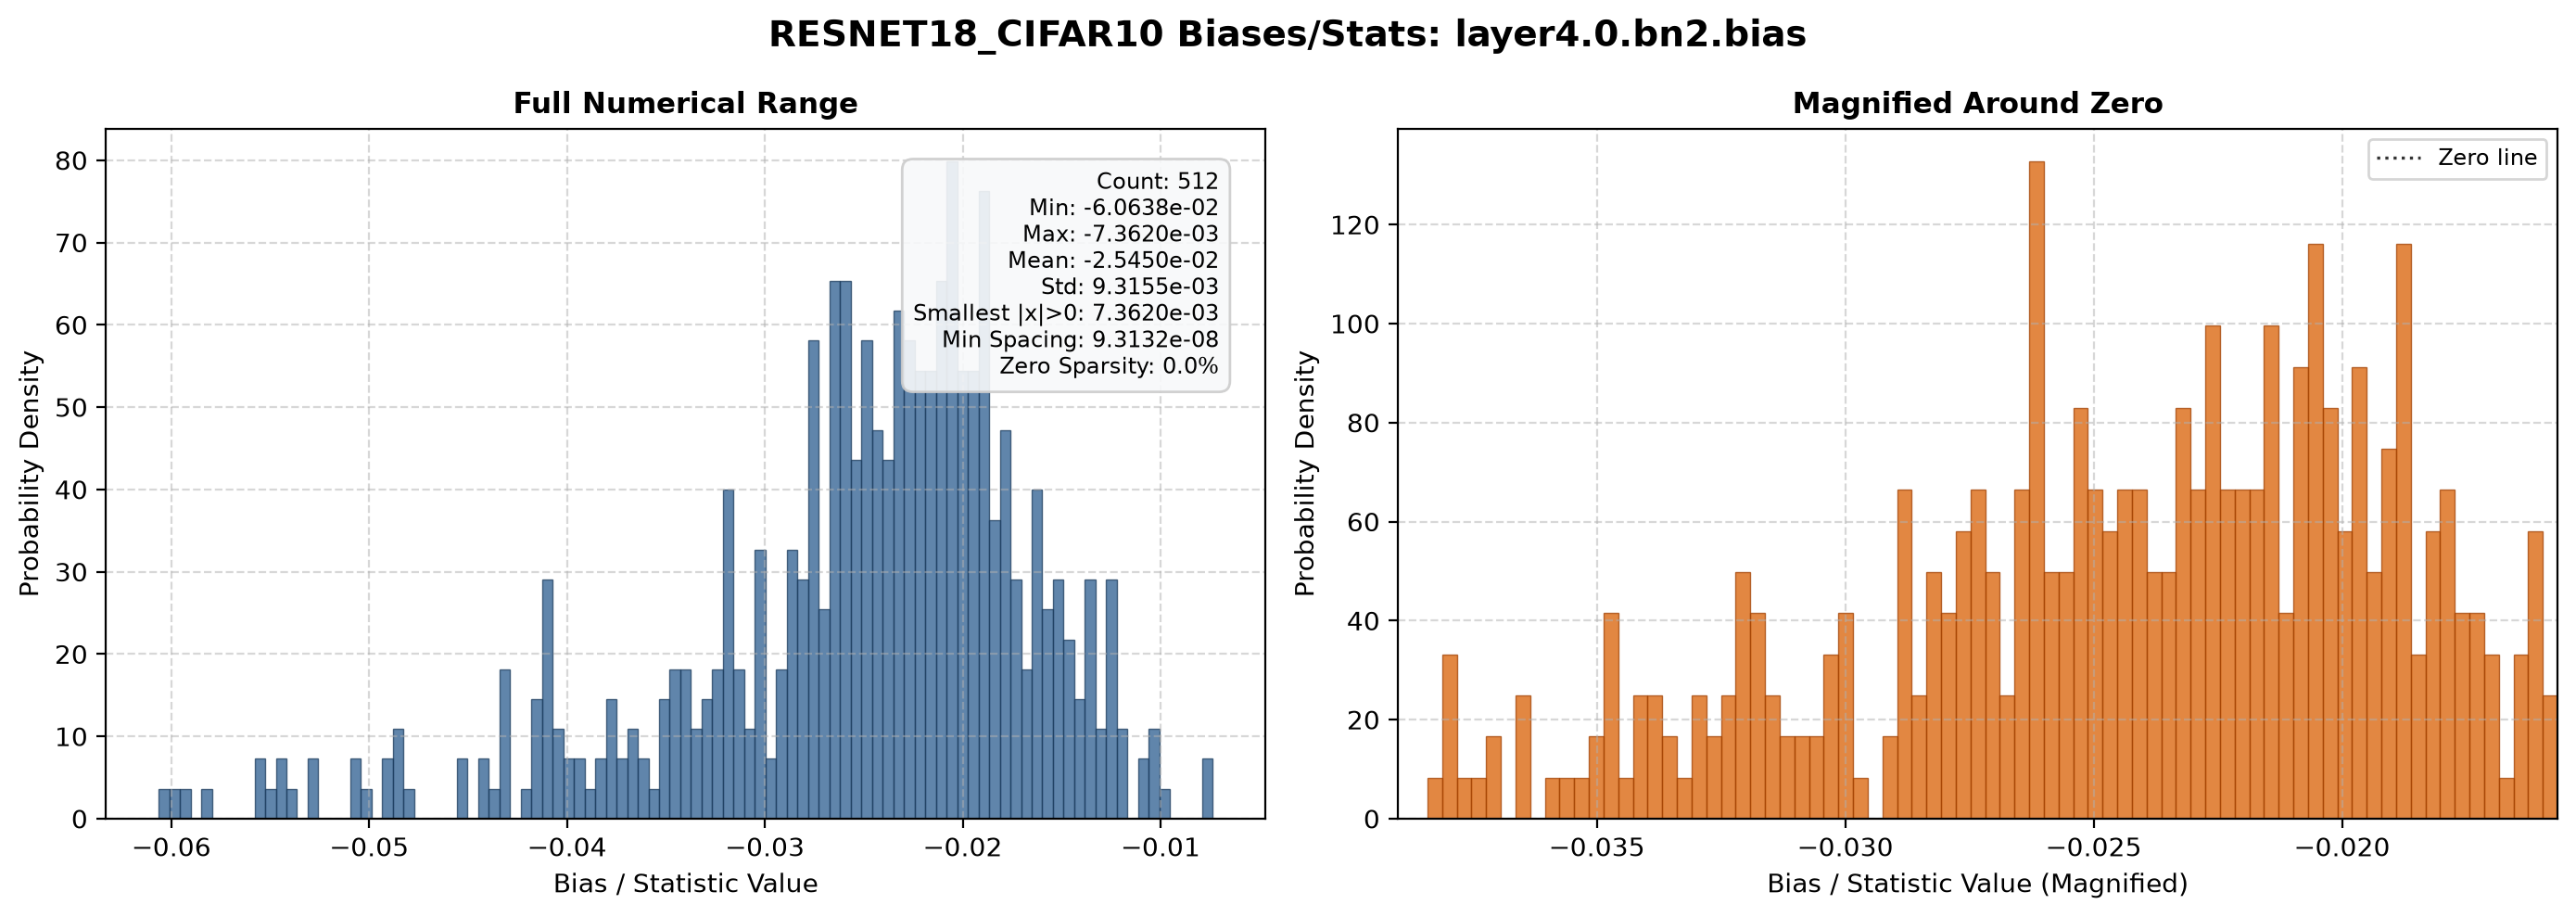 RESNET18_CIFAR10 Biases/Stats: layer4.0.bn2.bias
Full Numerical Range
Probability Density
80
70
60
50
40
30
20
10
0
Count: 512
Min: -6.0638e-02
Max: -7.3620e-03
Mean: -2.5450e-02
Std: 9.3155e-03
Smallest |x|>0: 7.3620e-03
Min Spacing: 9.3132e-08
Zero Sparsity: 0.0%
−0.06 −0.05 −0.04 −0.03 −0.02 −0.01
Bias / Statistic Value
Magnified Around Zero
Probability Density
120
100
80
60
40
20
0
Zero line
−0.035 −0.030 −0.025 −0.020
Bias / Statistic Value (Magnified)